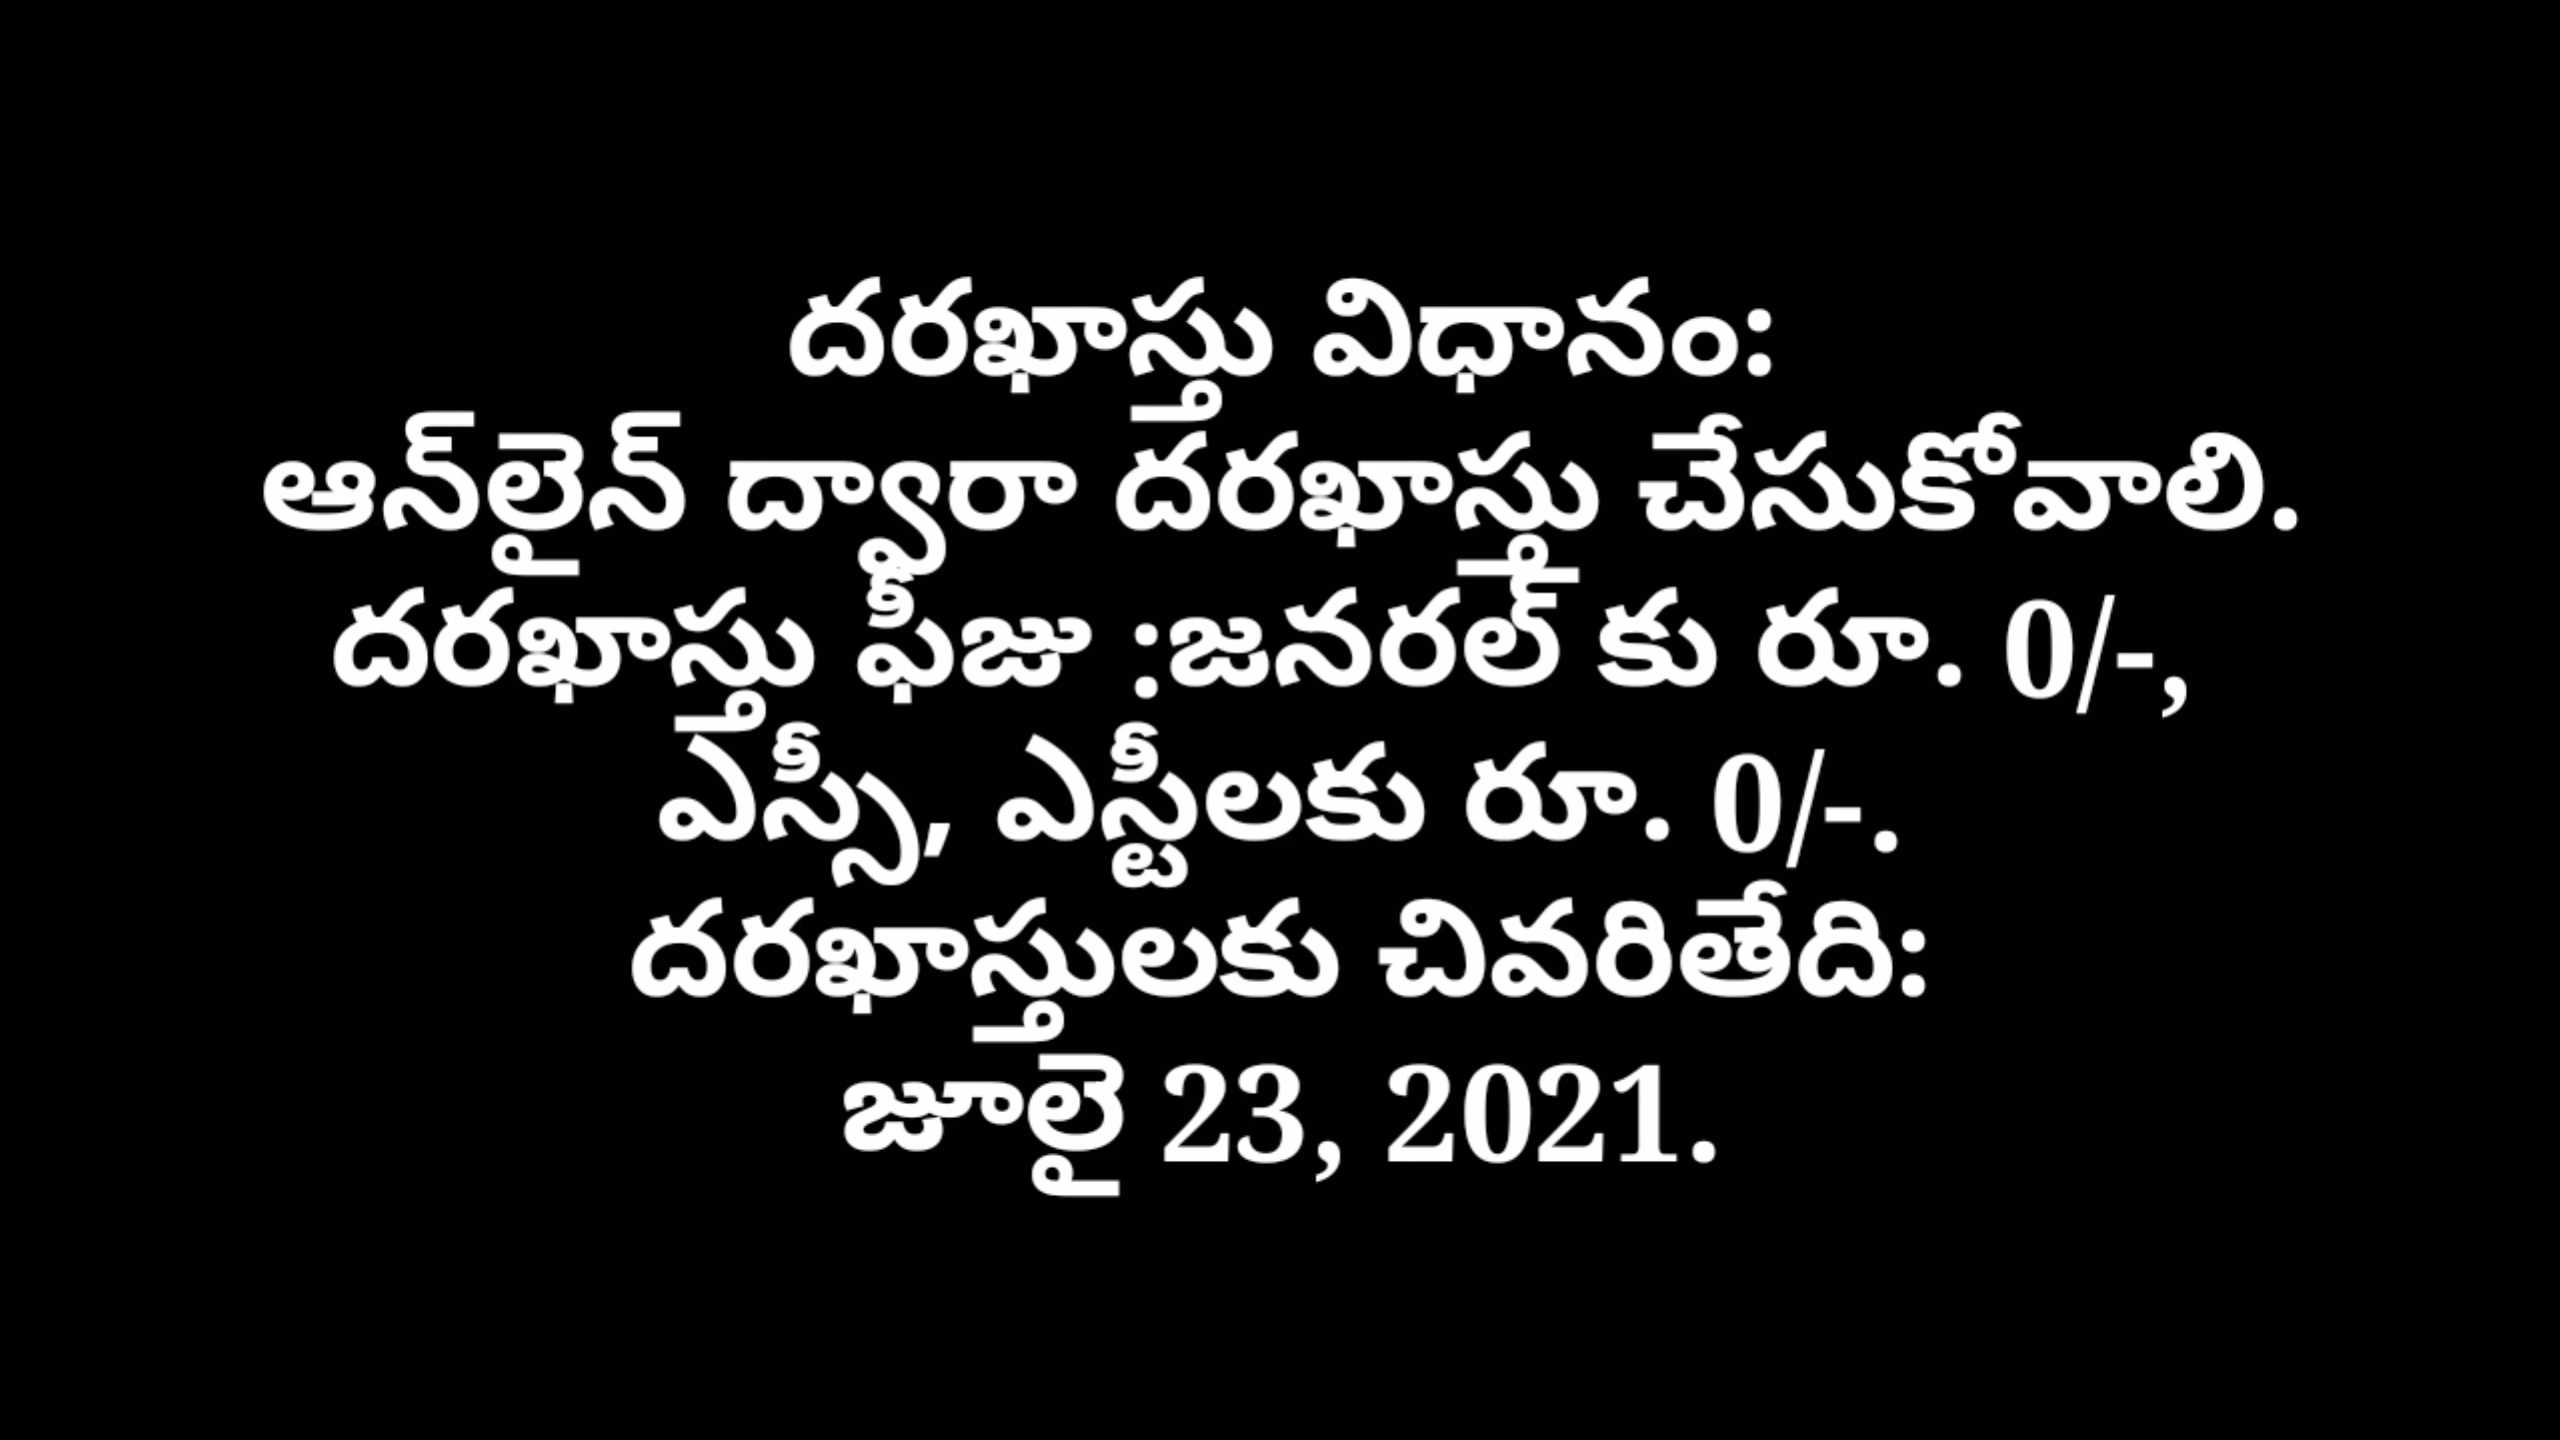 దరఖాస్తు విధానం:
ఆన్‌లైన్ ద్వారా దరఖాస్తు చేసుకోవాలి.
దరఖాస్తు ఫీజు :జనరల్ కు రూ. 0/-,
ఎస్సీ, ఎస్టీలకు రూ. 0/-.
దరఖాస్తులకు చివరితేది:
జూలై 23, 2021.